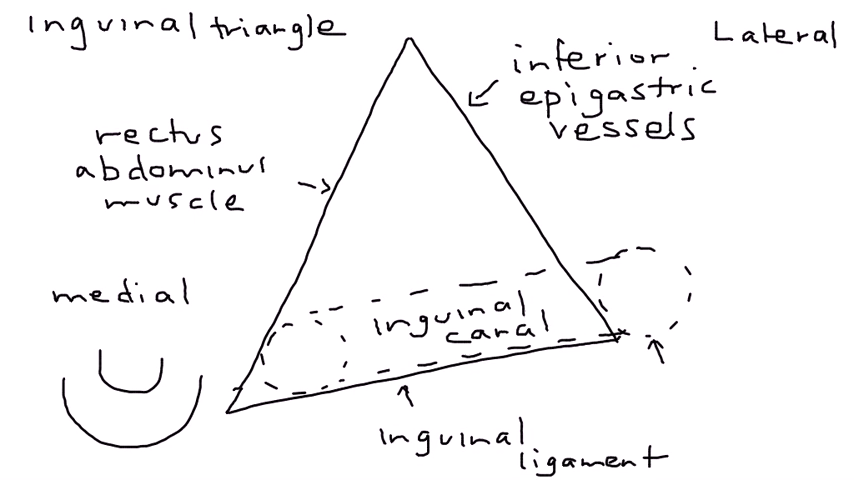 Inguinal triangle
Lateral
inferior
epigastric
vessels
rectus
abdominus
muscle
medial
inguinal
canal
inguinal
ligament